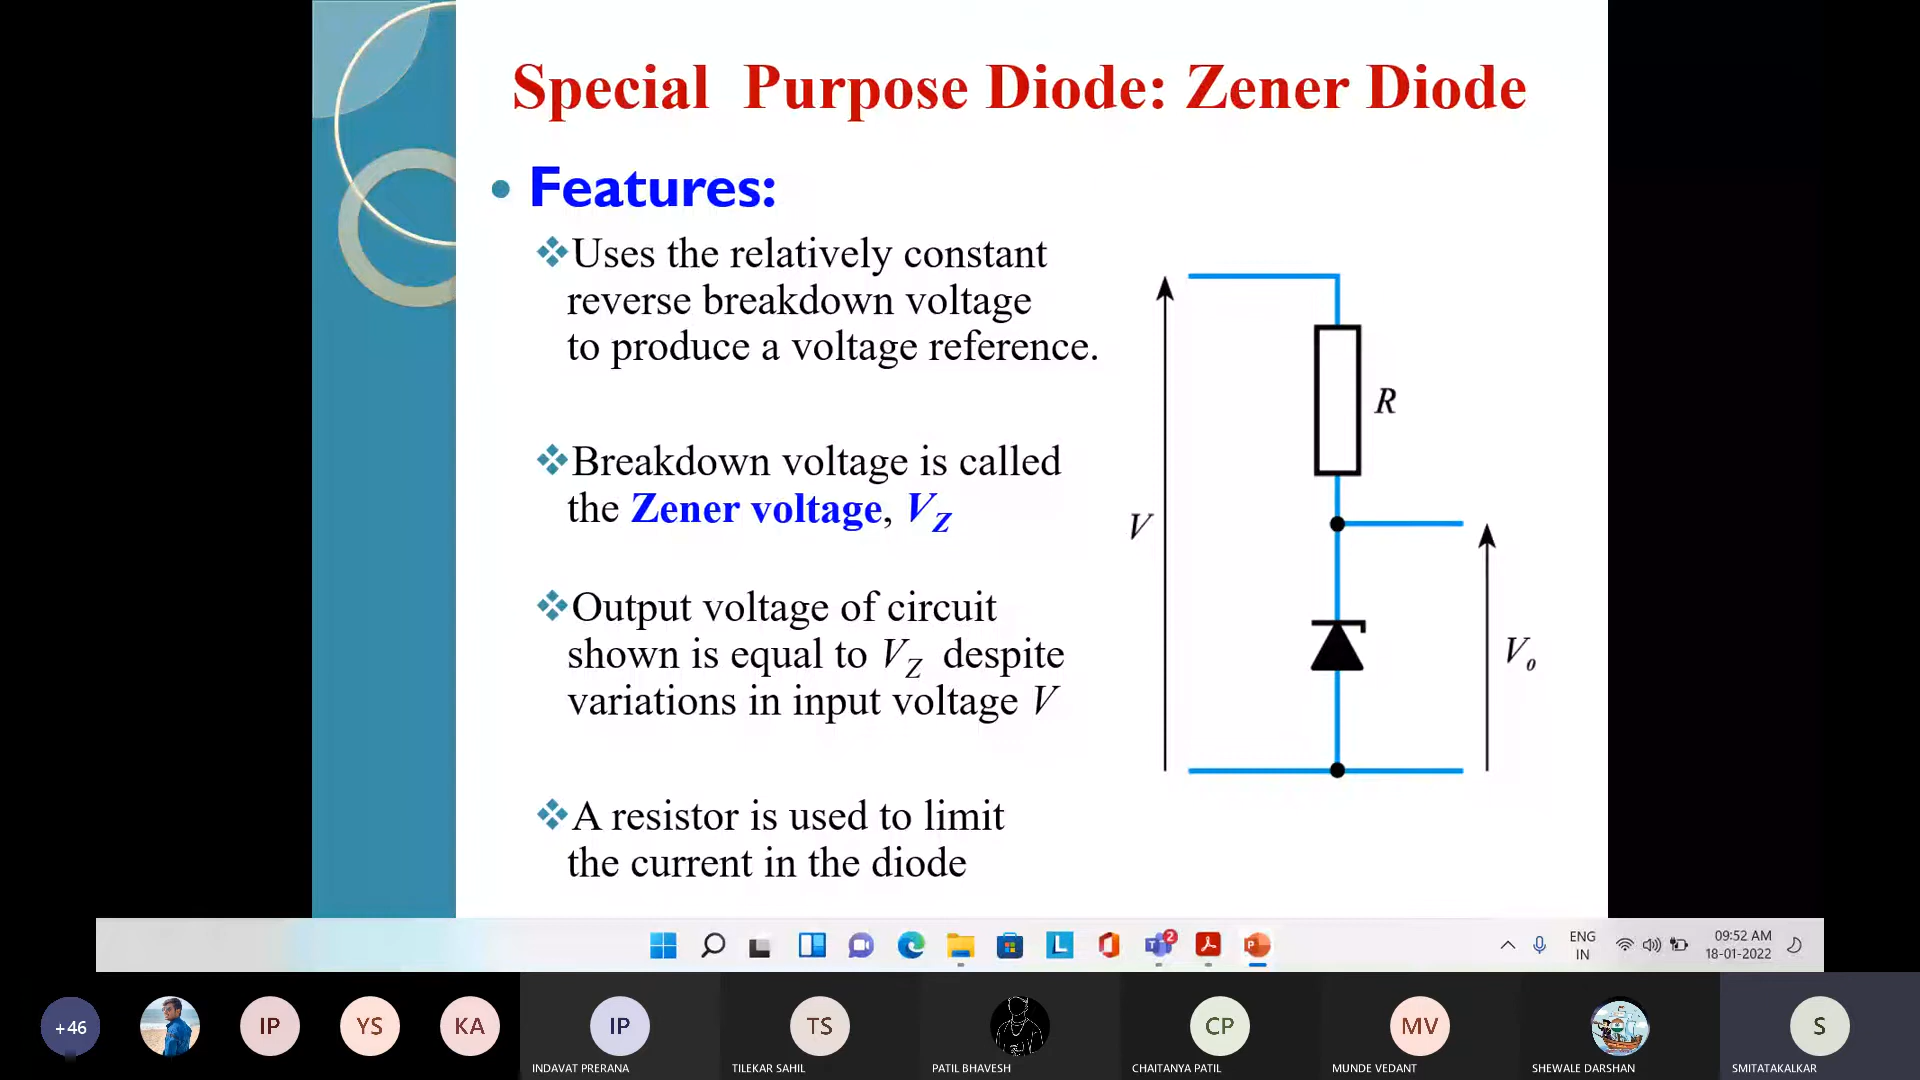 Special Purpose Diode: Zener Diode
Features:
Uses the relatively constant
reverse breakdown voltage
to produce a voltage reference.
Breakdown voltage is called
the Zener voltage, VZ
Output voltage of circuit
shown is equal to VZ despite
variations in input voltage V
A resistor is used to limit
the current in the diode
R
V
Vo
ENG
IN
09:52 AM
18-01-2022
2
+46
IP
YS
KA
IP
TS
CP
MV
S
INDAVAT PRERANA
TILEKAR SAHIL
PATIL BHAVESH
CHAITANYA PATIL
MUNDE VEDANT
SHEWALE DARSHAN
SMITATAKALKAR